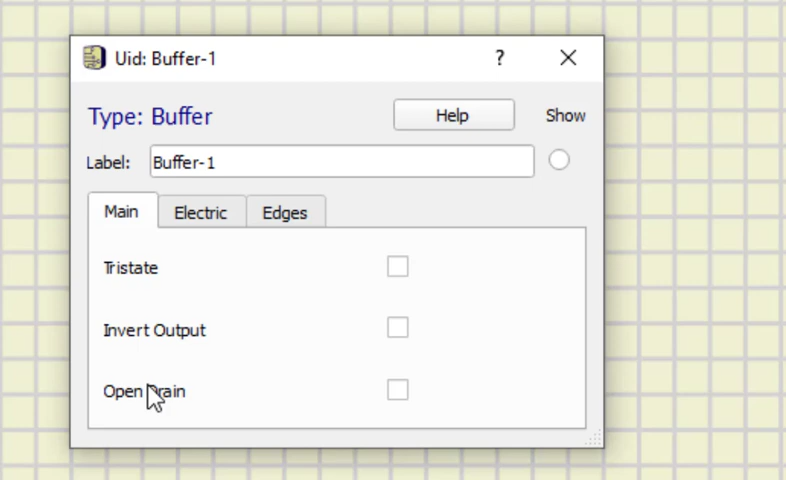 Uid: Buffer-1 ?
Type: Buffer Help Show
Label: Buffer-1
Main Electric Edges
Tristate
Invert Output
Open Drain